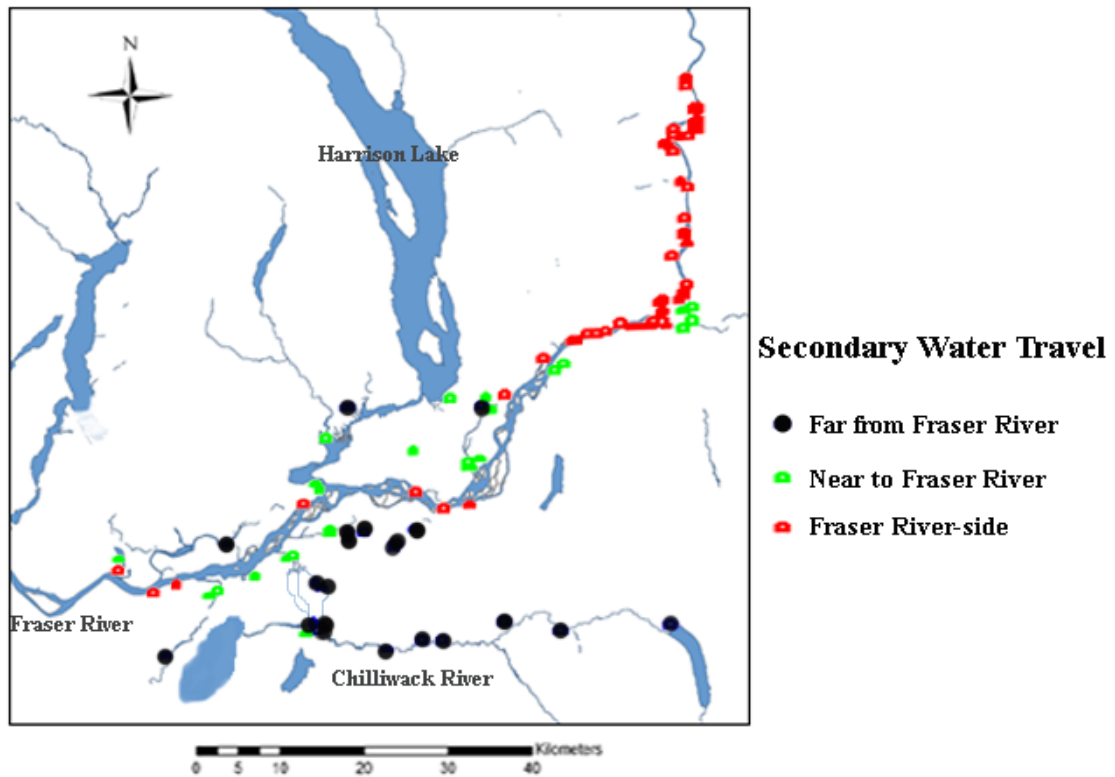 N
Harrison Lake
Secondary Water Travel
Far from Fraser River
Near to Fraser River
Fraser River-side
Fraser River
Chilliwack River
Kilometers
0 5 10 20 30 40